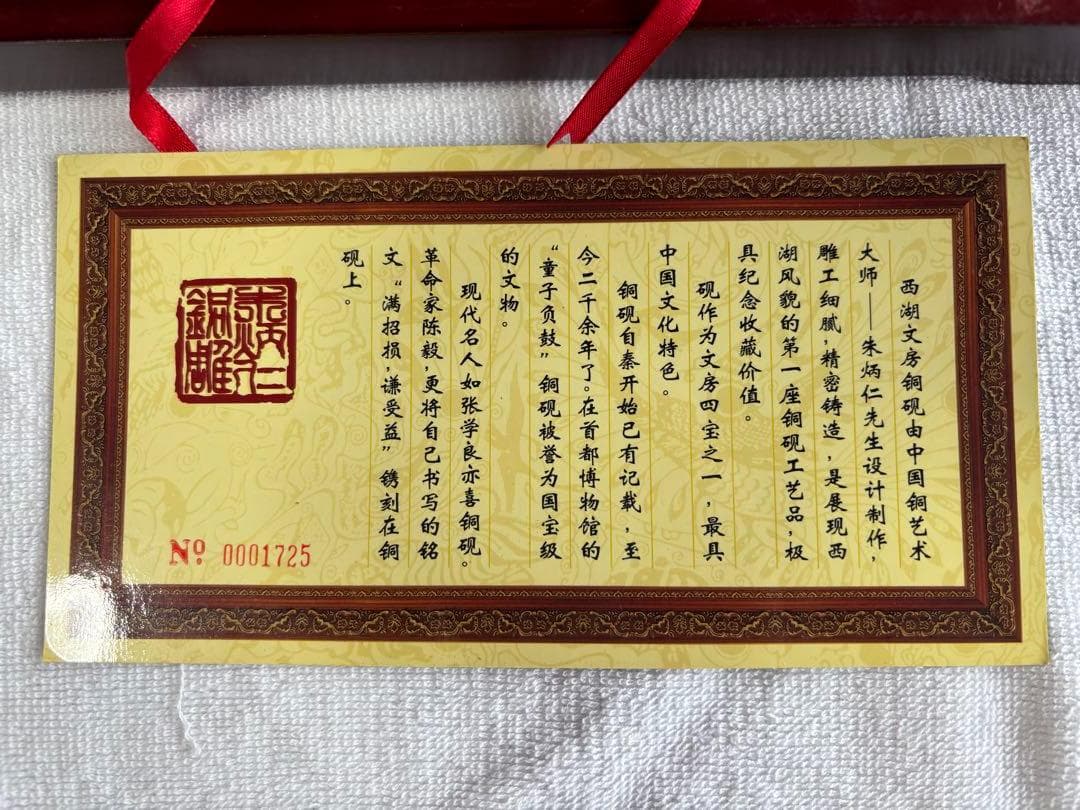 西湖文房铜砚由中国铜艺术
大师——朱炳仁先生设计制作，
雕工细腻，精密铸造，是展现西
湖风貌的第一座铜砚工艺品，极
具纪念收藏价值。
砚作为文房四宝之一，最具
中国文化特色。
铜砚自秦开始已有记载，至
今二千余年了。在首都博物馆的
“童子负鼓”铜砚被誉为国宝级
的文物。
现代名人如张学良亦喜铜砚。
革命家陈毅，更将自己书写的铭
文“满招损，谦受益”镌刻在铜
砚上。
朱炳仁
銅雕
Nº 0001725